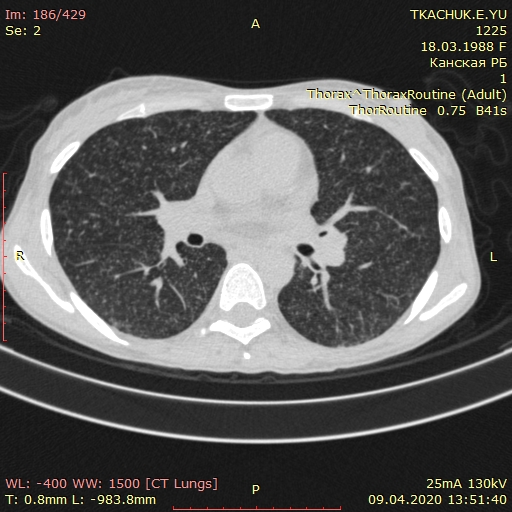 Im: 186/429
Se: 2
A
TKACHUK.E.YU
1225
18.03.1988 F
Канская РБ
1
Thorax^ThoraxRoutine (Adult)
ThorRoutine 0.75 B41s
R
L
WL: -400 WW: 1500 [CT Lungs]
T: 0.8mm L: -983.8mm
P
25mA 130kV
09.04.2020 13:51:40